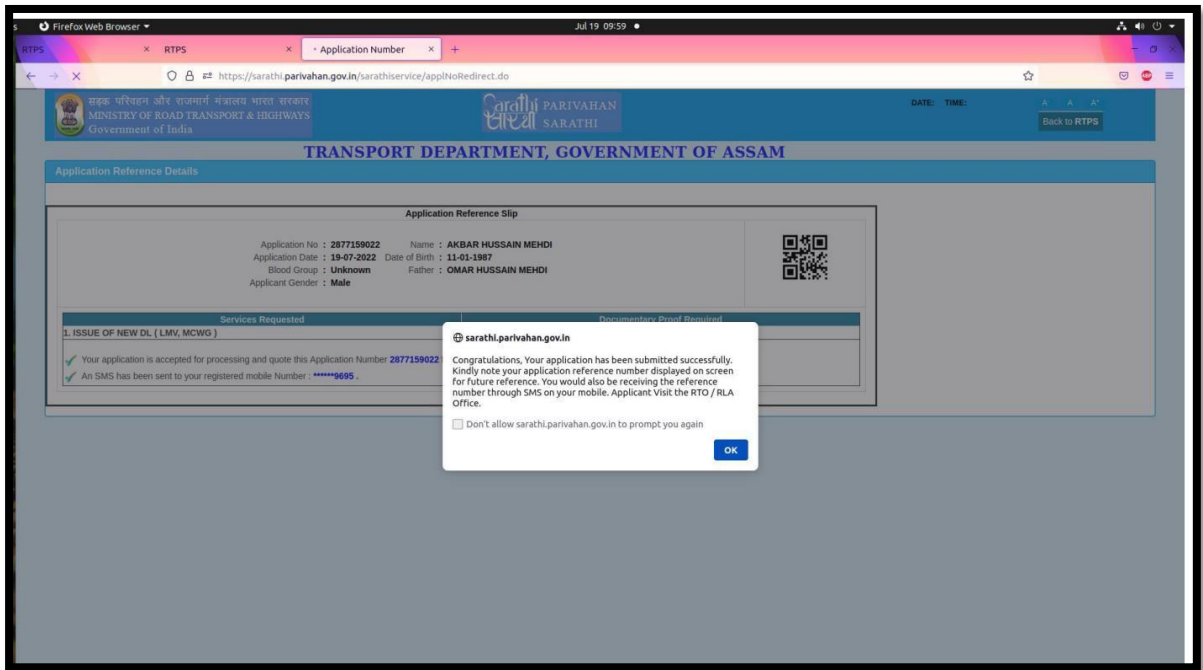 s Firefox Web Browser Jul 19 09:59
RTPS × RTPS × Application Number × +
https://sarathi.parivahan.gov.in/sarathiservice/applNoRedirect.do
सड़क परिवहन और राजमार्ग मंत्रालय भारत सरकार
MINISTRY OF ROAD TRANSPORT & HIGHWAYS
Government of India
Sarathi PARIVAHAN
सारथी SARATHI
DATE: TIME:
A- A A+
Back to RTPS
TRANSPORT DEPARTMENT, GOVERNMENT OF ASSAM
Application Reference Details
Application Reference Slip
Application No : 2877159022 Name : AKBAR HUSSAIN MEHDI
Application Date : 19-07-2022 Date of Birth : 11-01-1987
Blood Group : Unknown Father : OMAR HUSSAIN MEHDI
Applicant Gender : Male
Services Requested Documentary Proof Required
1. ISSUE OF NEW DL ( LMV, MCWG )
Your application is accepted for processing and quote this Application Number 2877159022
An SMS has been sent to your registered mobile Number : ******9695 .
sarathi.parivahan.gov.in
Congratulations, Your application has been submitted successfully.
Kindly note your application reference number displayed on screen
for future reference. You would also be receiving the reference
number through SMS on your mobile. Applicant Visit the RTO / RLA
Office.
Don't allow sarathi.parivahan.gov.in to prompt you again
OK